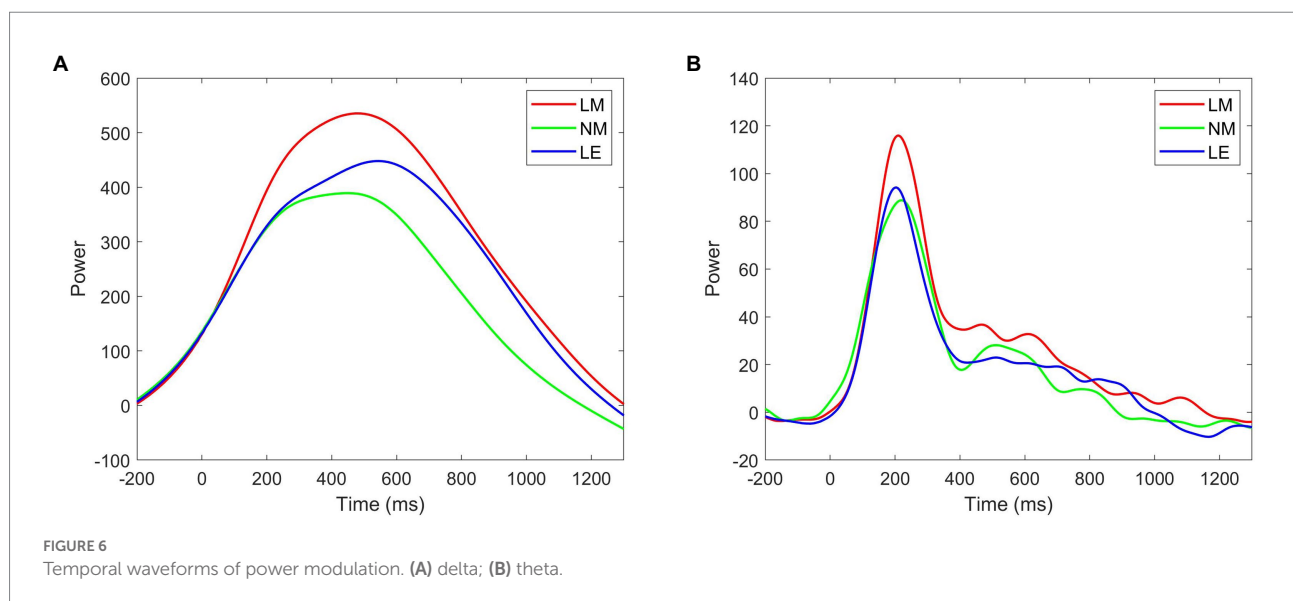 A
600
500
400
300
200
100
0
-100
Power
-200 0 200 400 600 800 1000 1200
Time (ms)
LM
NM
LE
B
140
120
100
80
60
40
20
0
-20
Power
-200 0 200 400 600 800 1000 1200
Time (ms)
LM
NM
LE
FIGURE 6
Temporal waveforms of power modulation. (A) delta; (B) theta.